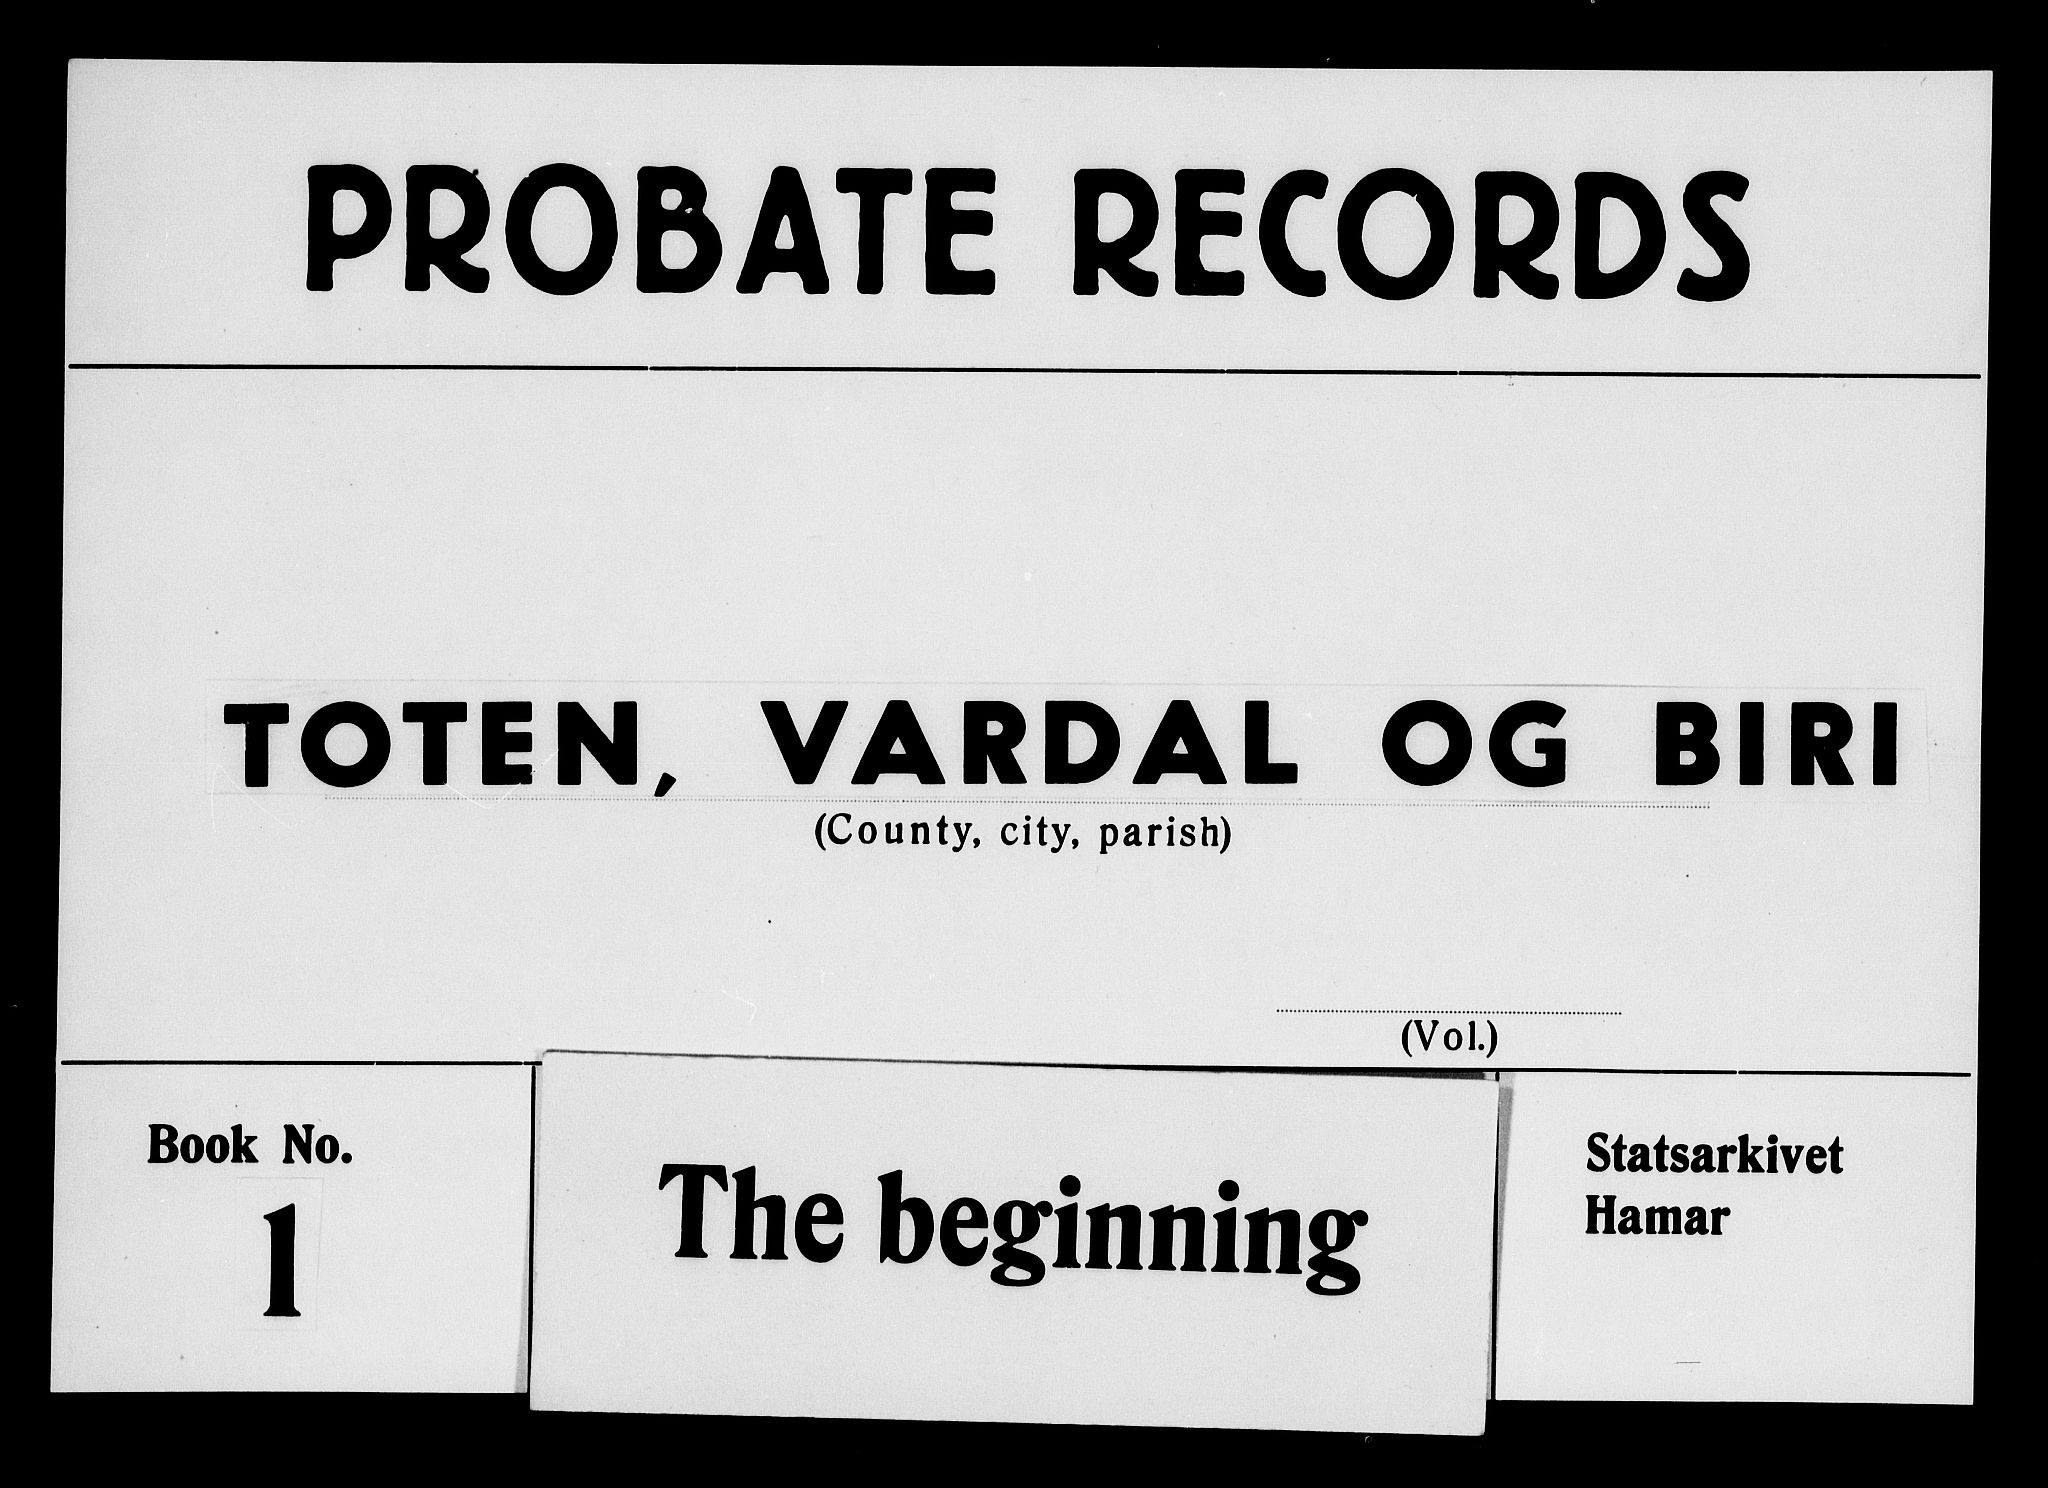 PROBATE RECORDS
TOTEN, VARDAL OG BIRI
(County, city, parish)
(Vol.)
Book No.
1
The beginning
Statsarkivet
Hamar